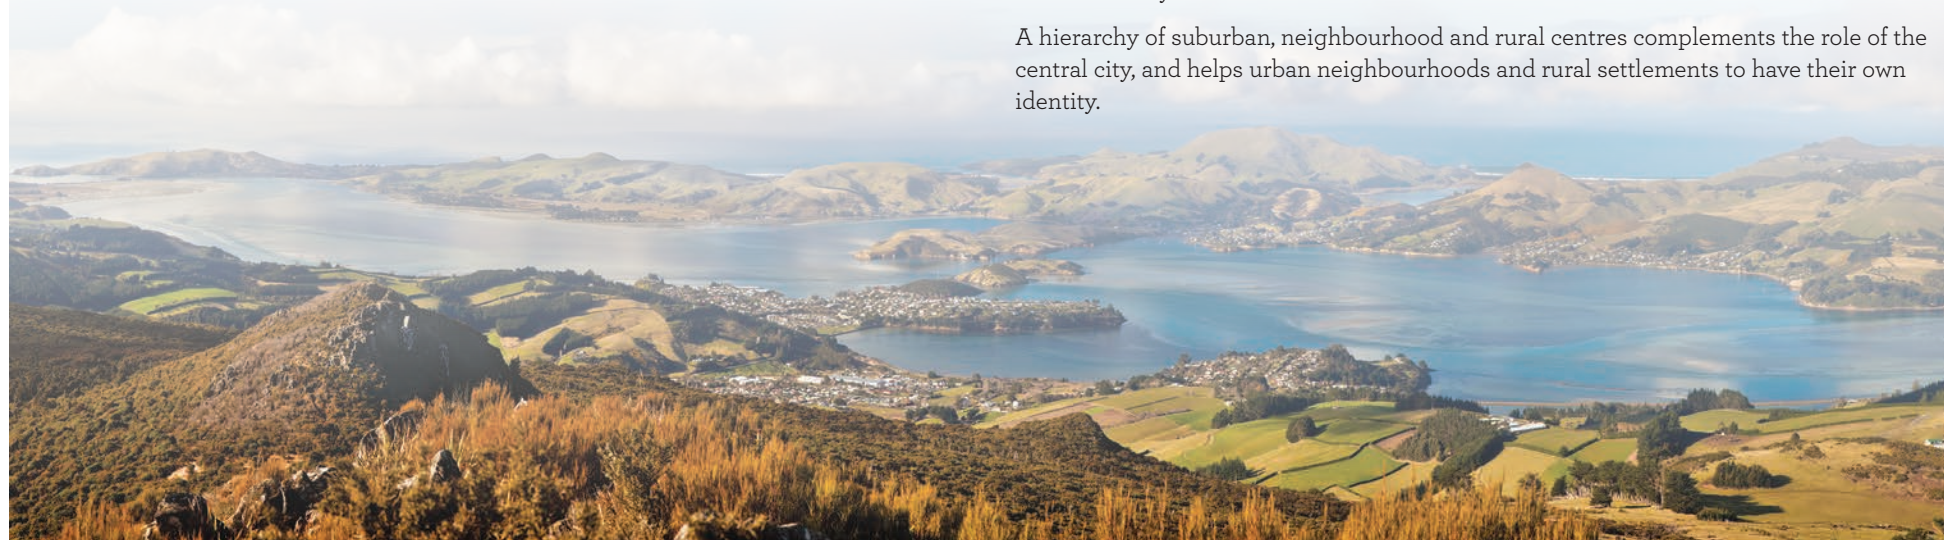 A hierarchy of suburban, neighbourhood and rural centres complements the role of the
central city, and helps urban neighbourhoods and rural settlements to have their own
identity.